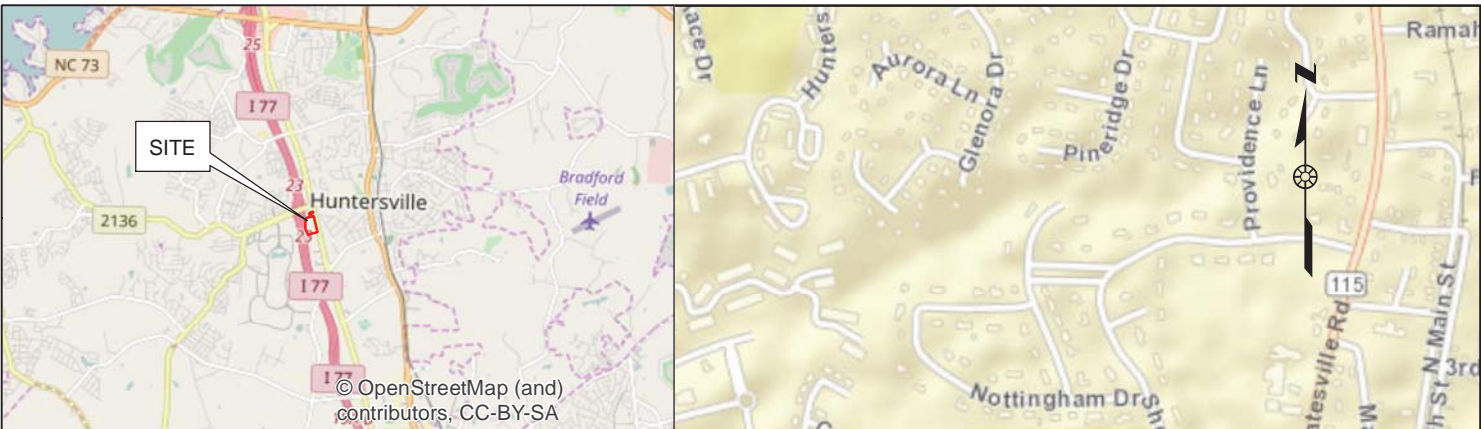 25
NC 73
I 77
SITE
23
Huntersville
Bradford
Field
2136
23
I 77
I 77
© OpenStreetMap (and)
contributors, CC-BY-SA
Ramah
Aurora Ln
Glenora Dr
Pineridge Dr
Providence Ln
N
115
N Main St
3rd
Nottingham Dr